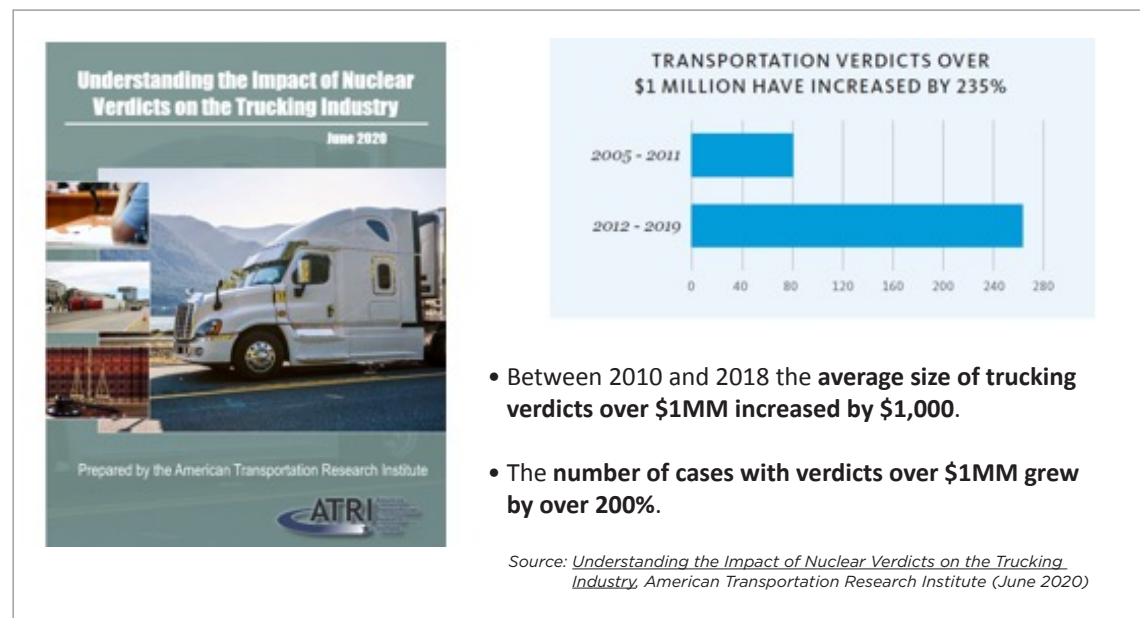 Understanding the Impact of Nuclear
Verdicts on the Trucking Industry
June 2020
Prepared by the American Transportation Research Institute
ATRI
TRANSPORTATION VERDICTS OVER
$1 MILLION HAVE INCREASED BY 235%
2005 - 2011
2012 - 2019
0 40 80 120 160 200 240 280
• Between 2010 and 2018 the average size of trucking
verdicts over $1MM increased by $1,000.
• The number of cases with verdicts over $1MM grew
by over 200%.
Source: Understanding the Impact of Nuclear Verdicts on the Trucking
Industry, American Transportation Research Institute (June 2020)